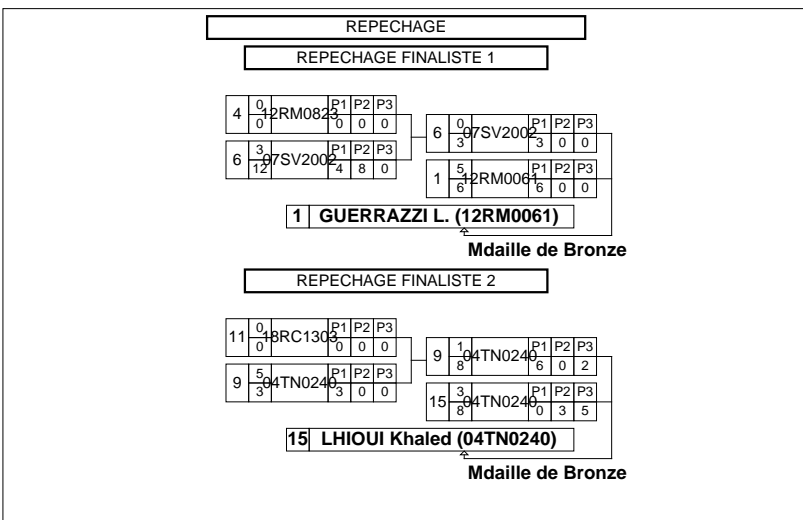 REPECHAGE
REPECHAGE FINALISTE 1
4 0 0 12RM0823 P1 P2 P3 0 0 0
6 3 12 07SV2002 P1 P2 P3 4 8 0
6 0 3 07SV2002 P1 P2 P3 3 0 0
1 5 6 12RM0061 P1 P2 P3 6 0 0
1 GUERRAZZI L. (12RM0061)
Mdaille de Bronze
REPECHAGE FINALISTE 2
11 0 0 18RC1303 P1 P2 P3 0 0 0
9 5 3 04TN0240 P1 P2 P3 3 0 0
9 1 8 04TN0240 P1 P2 P3 6 0 2
15 3 8 04TN0240 P1 P2 P3 0 3 5
15 LHIOUI Khaled (04TN0240)
Mdaille de Bronze